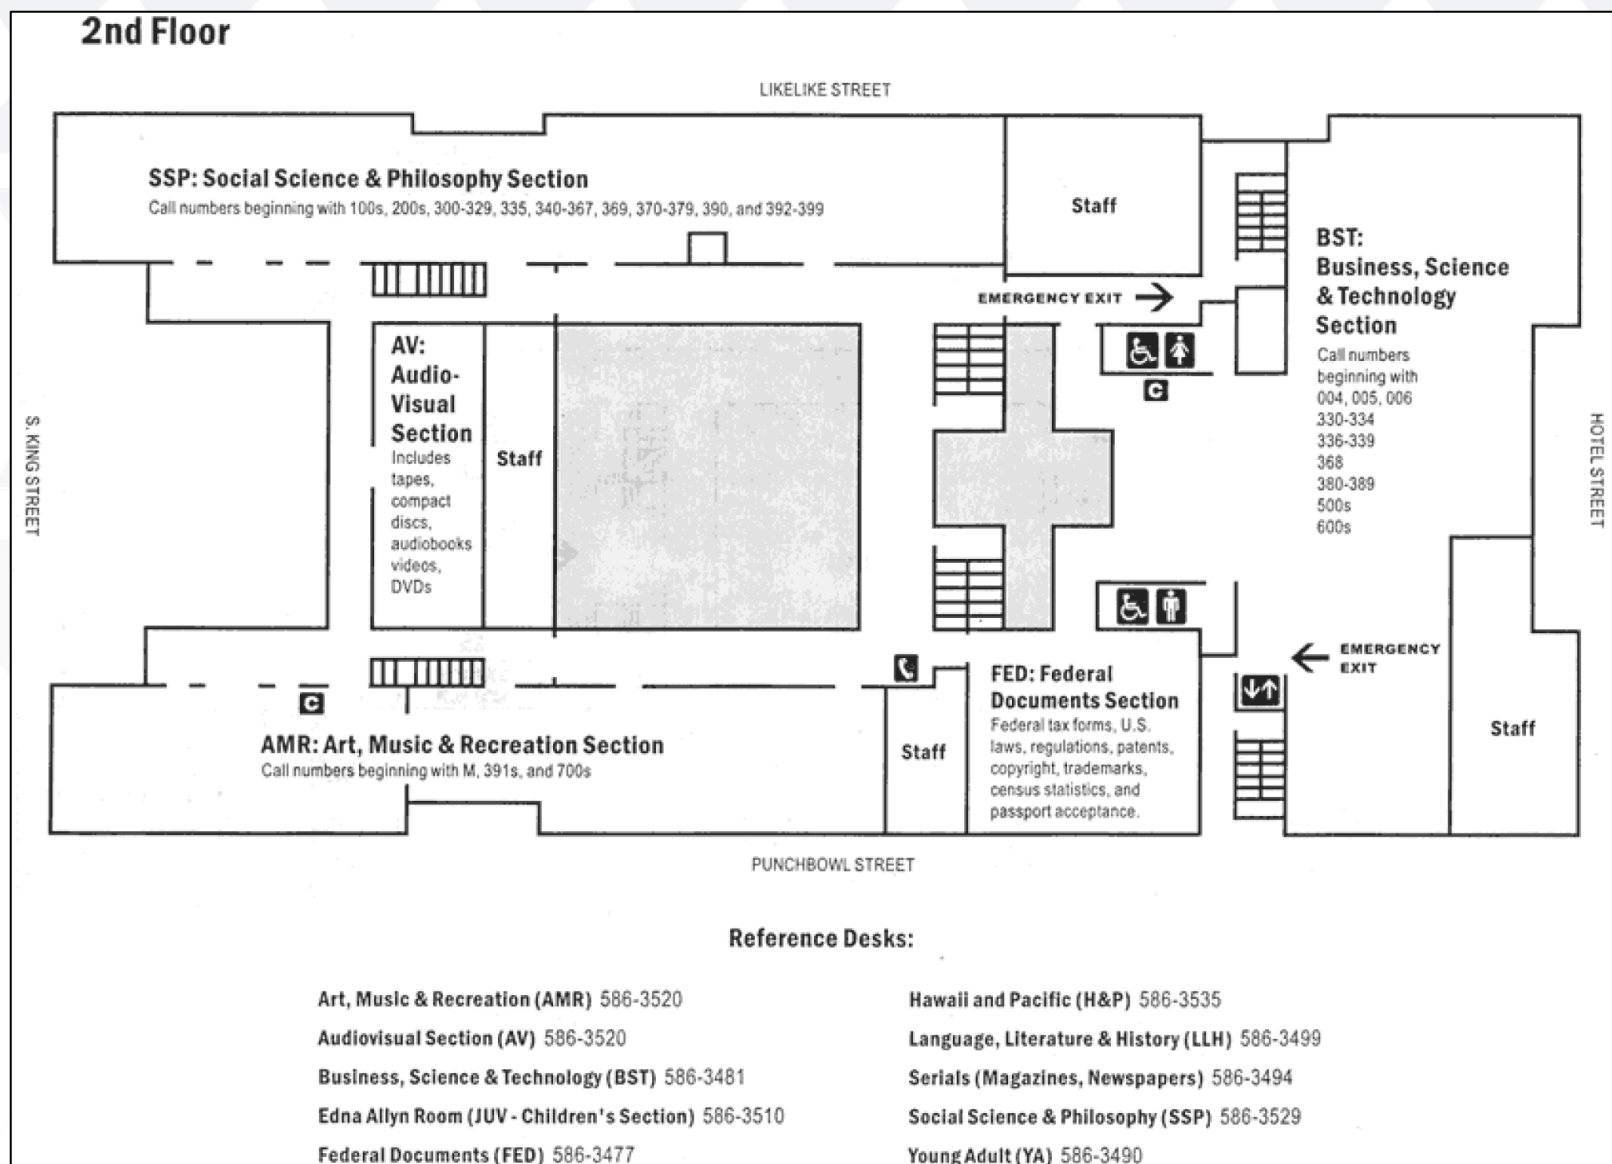 2nd Floor
LIKELIKE STREET
SSP: Social Science & Philosophy Section
Call numbers beginning with 100s, 200s, 300-329, 335, 340-367, 369, 370-379, 390, and 392-399
Staff
EMERGENCY EXIT
BST:
Business, Science
& Technology
Section
Call numbers
beginning with
004, 005, 006
330-334
336-339
368
380-389
500s
600s
C
AV:
Audio-
Visual
Section
Includes
tapes,
compact
discs,
audiobooks
videos,
DVDs
Staff
S. KING STREET
HOTEL STREET
EMERGENCY
EXIT
C
AMR: Art, Music & Recreation Section
Call numbers beginning with M, 391s, and 700s
Staff
FED: Federal
Documents Section
Federal tax forms, U.S.
laws, regulations, patents,
copyright, trademarks,
census statistics, and
passport acceptance.
Staff
PUNCHBOWL STREET
Reference Desks:
Art, Music & Recreation (AMR) 586-3520
Audiovisual Section (AV) 586-3520
Business, Science & Technology (BST) 586-3481
Edna Allyn Room (JUV - Children's Section) 586-3510
Federal Documents (FED) 586-3477
Hawaii and Pacific (H&P) 586-3535
Language, Literature & History (LLH) 586-3499
Serials (Magazines, Newspapers) 586-3494
Social Science & Philosophy (SSP) 586-3529
Young Adult (YA) 586-3490